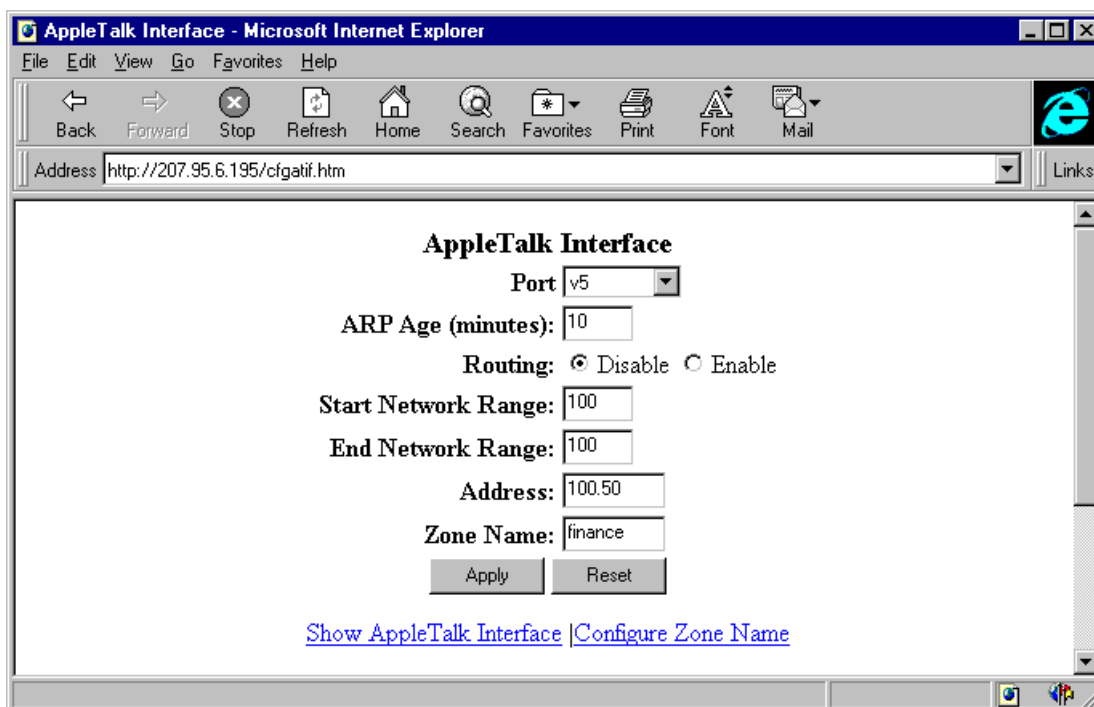 AppleTalk Interface - Microsoft Internet Explorer
File Edit View Go Favorites Help
Back Forward Stop Refresh Home Search Favorites Print Font Mail
Address http://207.95.6.195/cfgatif.htm Links
AppleTalk Interface
Port v5
ARP Age (minutes): 10
Routing: Disable Enable
Start Network Range: 100
End Network Range: 100
Address: 100.50
Zone Name: finance
Apply Reset
Show AppleTalk Interface |Configure Zone Name